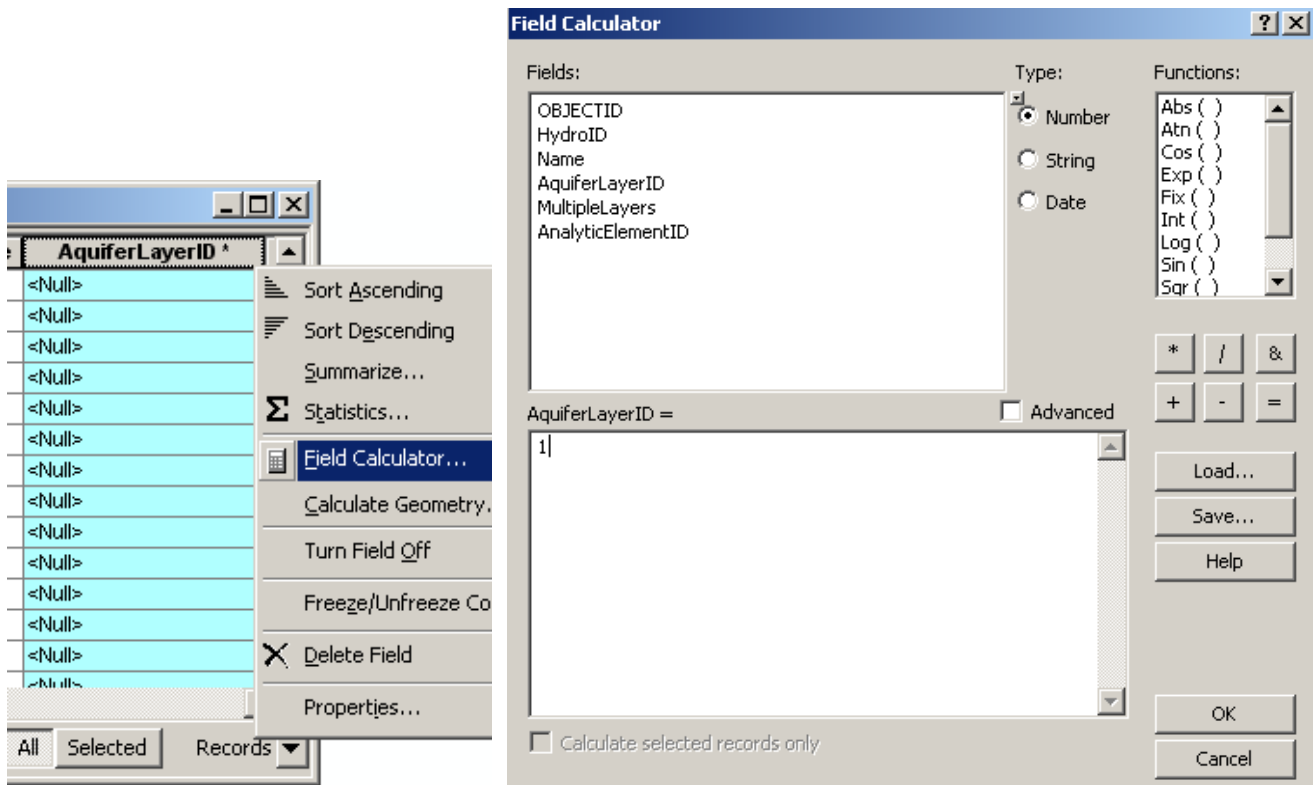 AquiferLayerID *
<Null>
<Null>
<Null>
<Null>
<Null>
<Null>
<Null>
<Null>
<Null>
<Null>
<Null>
<Null>
<Null>
<Null>
All Selected Records
Sort Ascending
Sort Descending
Summarize...
Statistics...
Field Calculator...
Calculate Geometry.
Turn Field Off
Freeze/Unfreeze Co
Delete Field
Properties...
Field Calculator
Fields:
OBJECTID
HydroID
Name
AquiferLayerID
MultipleLayers
AnalyticElementID
Type:
Number
String
Date
Functions:
Abs ( )
Atn ( )
Cos ( )
Exp ( )
Fix ( )
Int ( )
Log ( )
Sin ( )
Sqr ( )
* / &
+ - =
AquiferLayerID =
Advanced
1
Load...
Save...
Help
Calculate selected records only
OK
Cancel